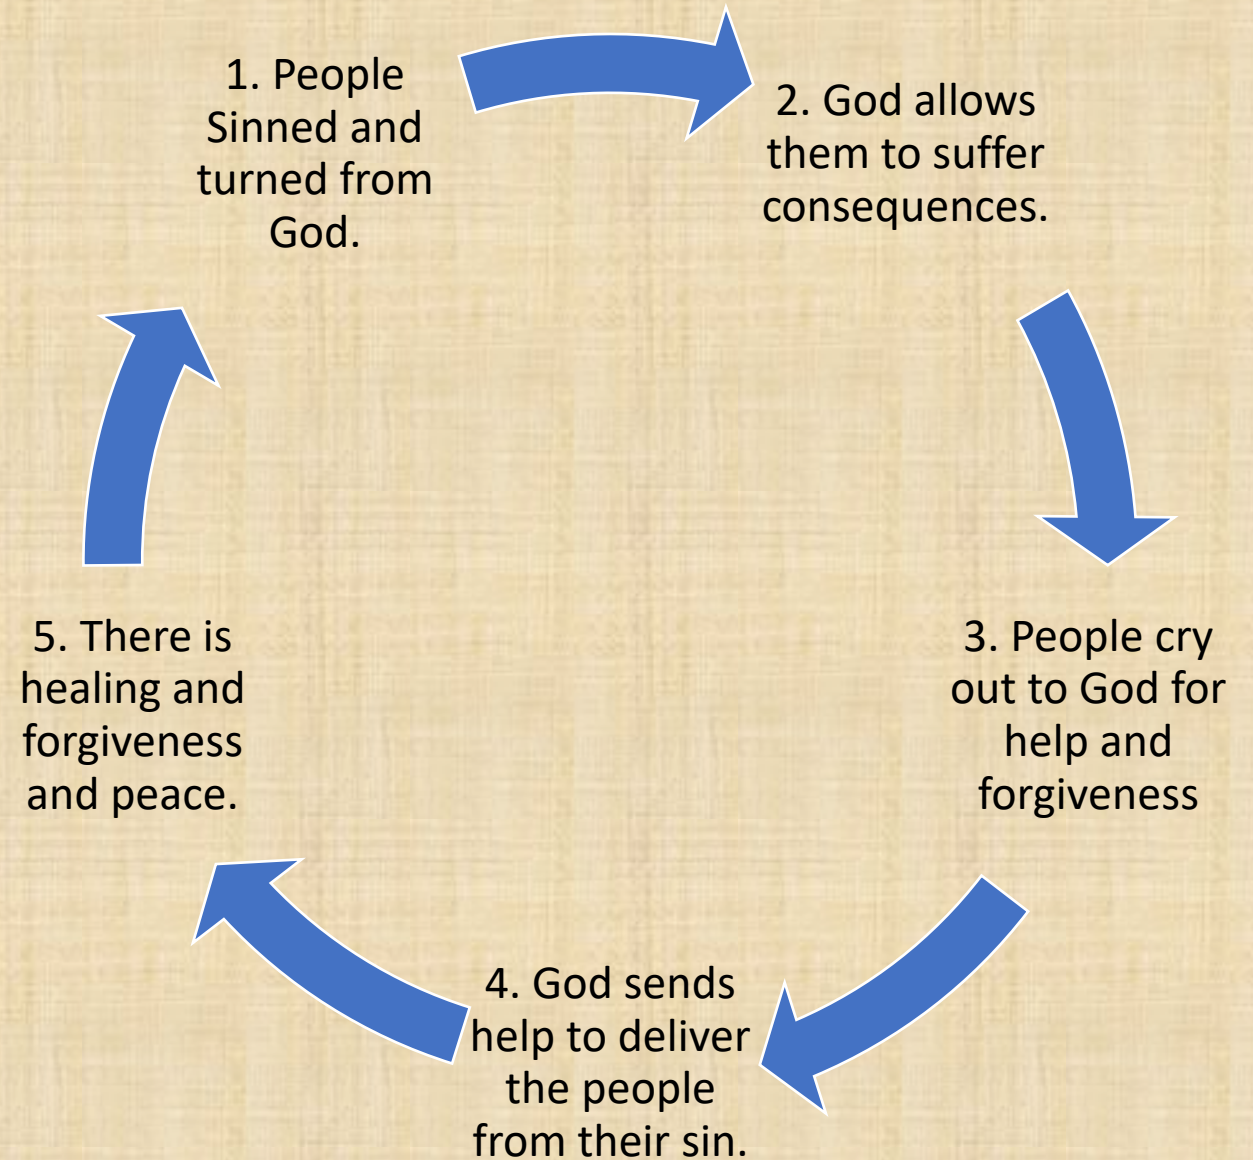 1. People
Sinned and
turned from
God.
2. God allows
them to suffer
consequences.
3. People cry
out to God for
help and
forgiveness
4. God sends
help to deliver
the people
from their sin.
5. There is
healing and
forgiveness
and peace.